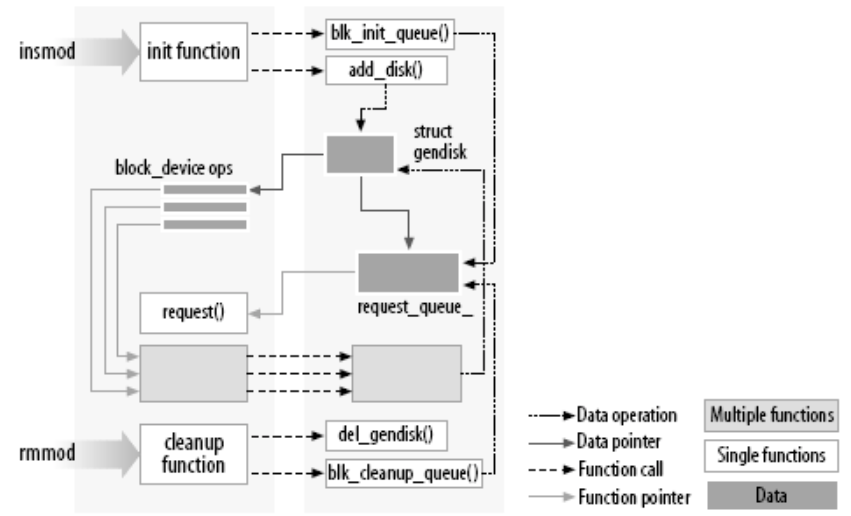 insmod
init function
blk_init_queue()
add_disk()
struct
gendisk
block_device ops
request_queue_
request()
rmmod
cleanup
function
del_gendisk()
blk_cleanup_queue()
Data operation
Data pointer
Function call
Function pointer
Multiple functions
Single functions
Data